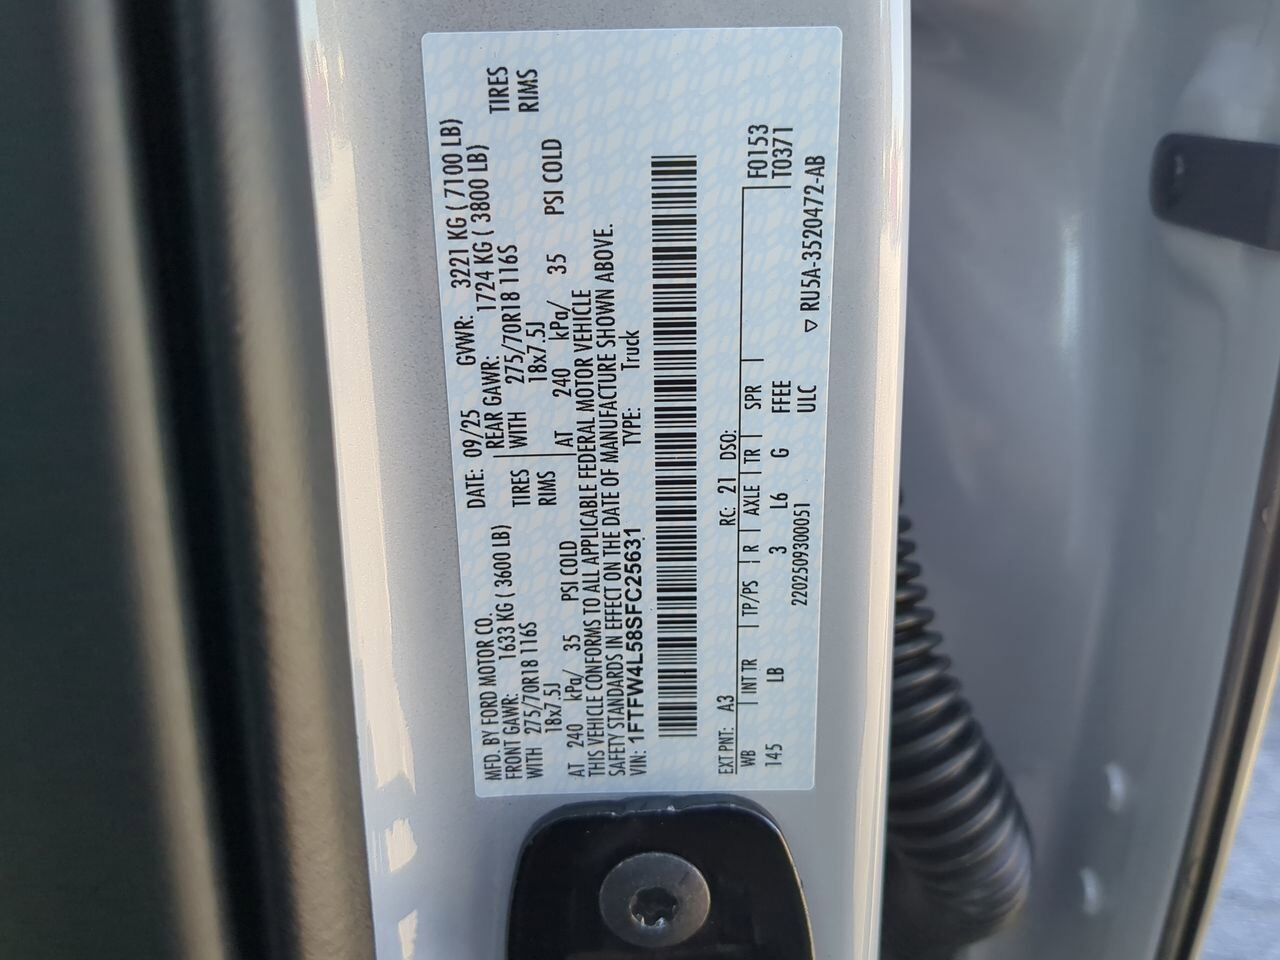 MFD. BY FORD MOTOR CO. DATE: 09/25 GVWR: 3221 KG ( 7100 LB)
FRONT GAWR: 1633 KG ( 3600 LB) REAR GAWR: 1724 KG ( 3800 LB)
WITH 275/70R18 116S TIRES WITH 275/70R18 116S TIRES
18x7.5J RIMS 18x7.5J RIMS
AT 240 kPa/ 35 PSI COLD AT 240 kPa/ 35 PSI COLD
THIS VEHICLE CONFORMS TO ALL APPLICABLE FEDERAL MOTOR VEHICLE
SAFETY STANDARDS IN EFFECT ON THE DATE OF MANUFACTURE SHOWN ABOVE.
VIN: 1FTFW4L58SFC25631 TYPE: Truck
EXT PNT: A3 RC: 21 DSO:
WB INT TR TP/PS R AXLE TR SPR F0153
145 LB 3 L6 G FFEE T0371
2202509300051 ULC ▽ RU5A-3520472-AB